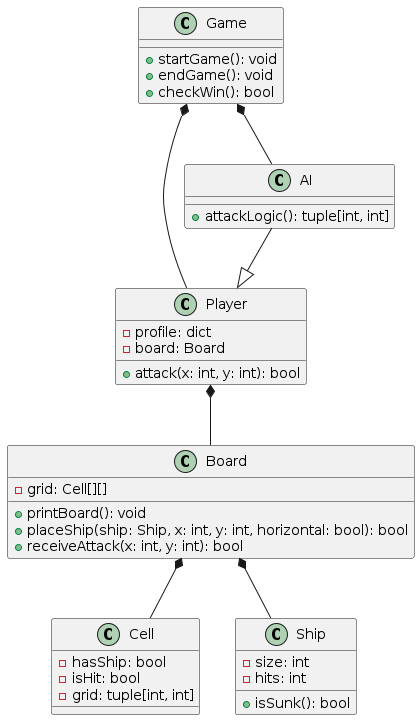 C Game
startGame(): void
endGame(): void
checkWin(): bool
C AI
attackLogic(): tuple[int, int]
C Player
profile: dict
board: Board
attack(x: int, y: int): bool
C Board
grid: Cell[][]
printBoard(): void
placeShip(ship: Ship, x: int, y: int, horizontal: bool): bool
receiveAttack(x: int, y: int): bool
C Cell
hasShip: bool
isHit: bool
grid: tuple[int, int]
C Ship
size: int
hits: int
isSunk(): bool